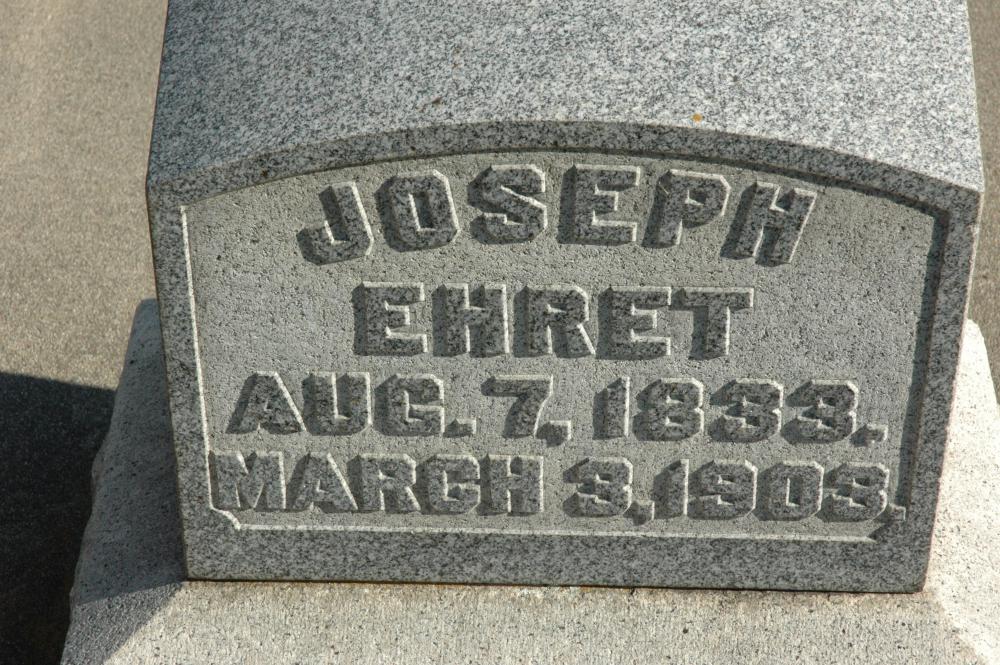 JOSEPH
EHRET
AUG. 7, 1833.
MARCH 3, 1903.